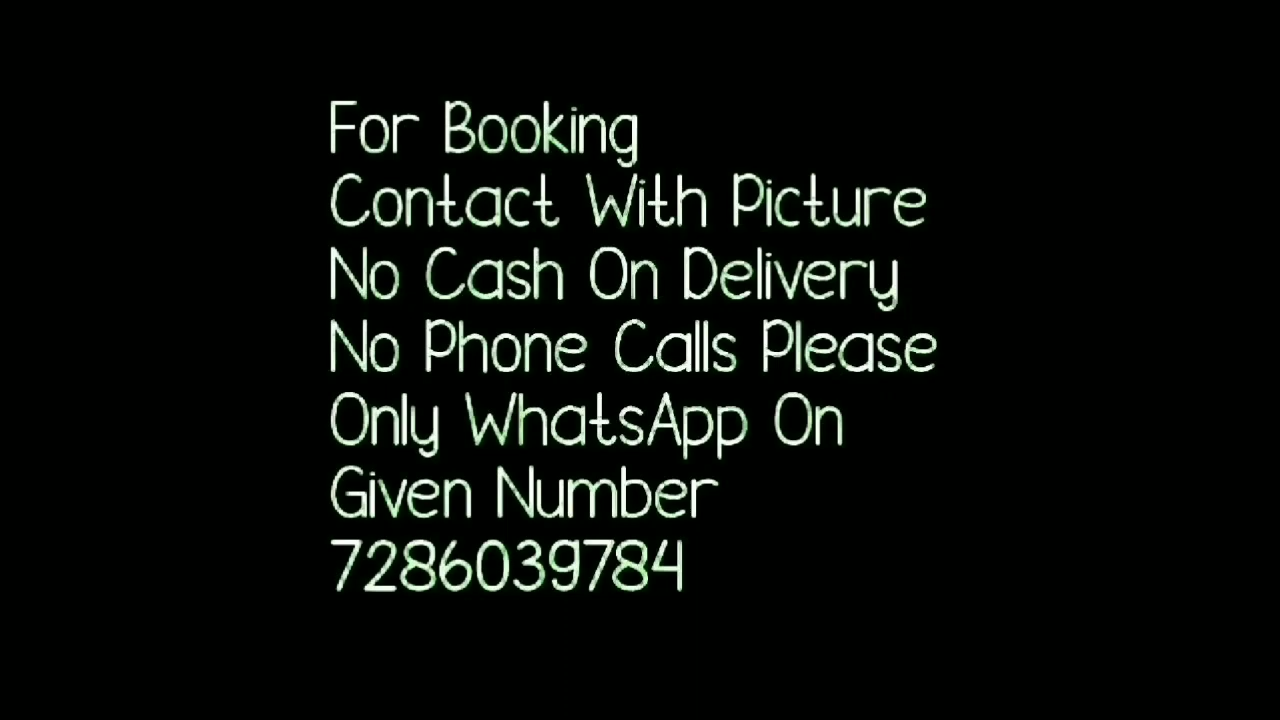 For Booking
Contact With Picture
No Cash On Delivery
No Phone Calls Please
Only WhatsApp On
Given Number
7286039784